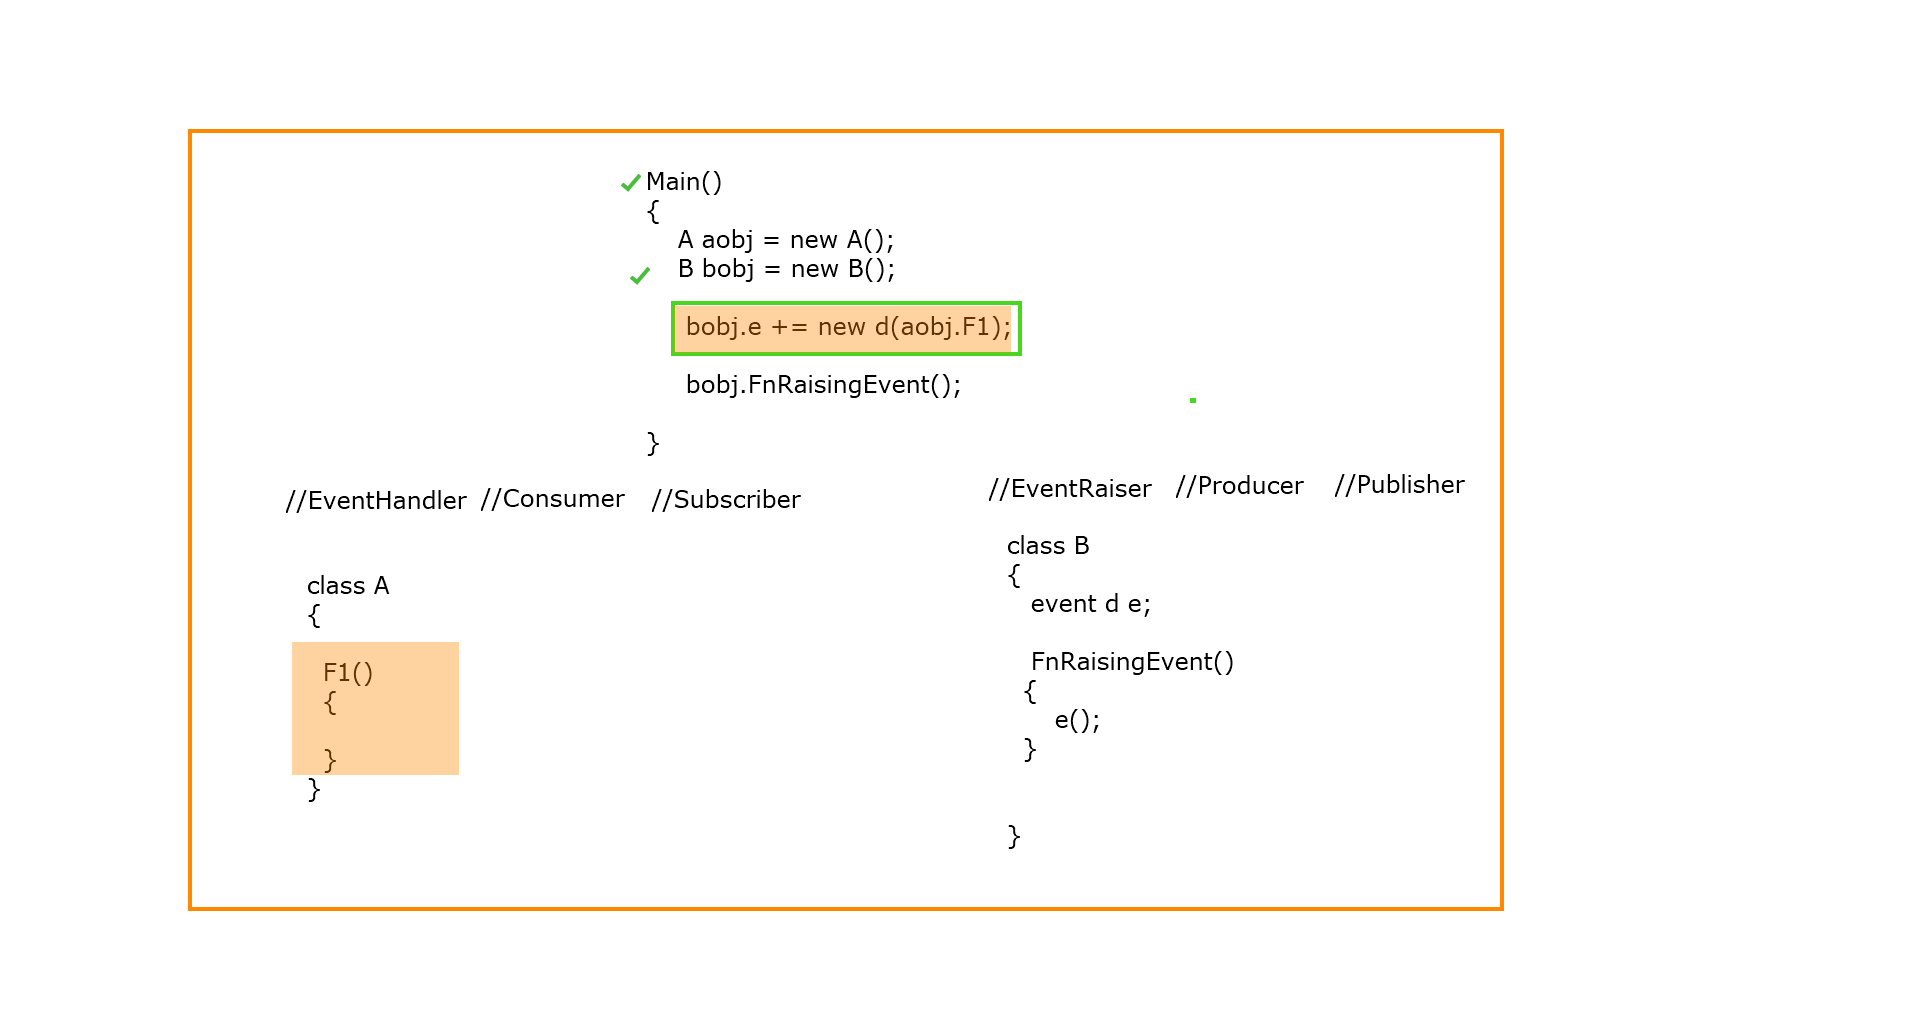 Main()
{
A aobj = new A();
B bobj = new B();
bobj.e += new d(aobj.F1);
bobj.FnRaisingEvent();
}
//EventHandler //Consumer //Subscriber
class A
{
F1()
{
}
}
//EventRaiser //Producer //Publisher
class B
{
event d e;
FnRaisingEvent()
{
e();
}
}